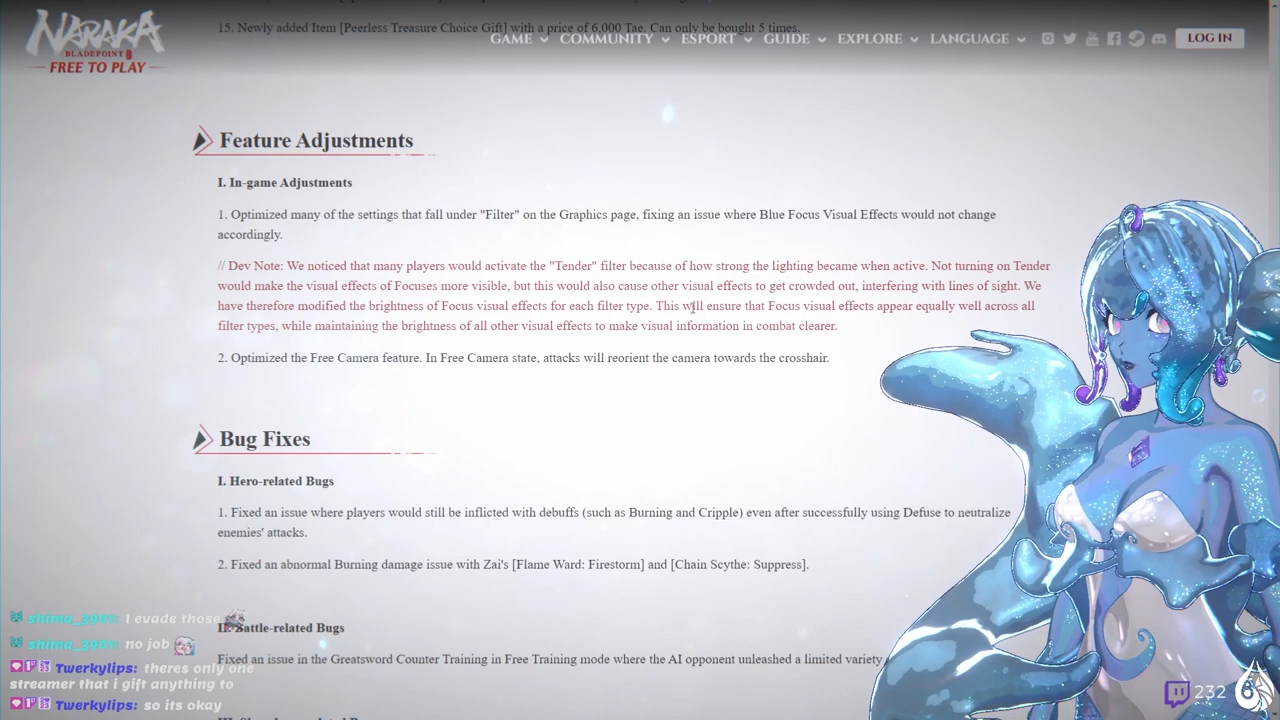 15. Newly added Item [Peerless Treasure Choice Gift] with a price of 6,000 Tae. Can only be bought 5 times.
NARAKA
BLADEPOINT
FREE TO PLAY
GAME COMMUNITY ESPORT GUIDE EXPLORE LANGUAGE LOG IN
Feature Adjustments
I. In-game Adjustments
1. Optimized many of the settings that fall under "Filter" on the Graphics page, fixing an issue where Blue Focus Visual Effects would not change
accordingly.
// Dev Note: We noticed that many players would activate the "Tender" filter because of how strong the lighting became when active. Not turning on Tender
would make the visual effects of Focuses more visible, but this would also cause other visual effects to get crowded out, interfering with lines of sight. We
have therefore modified the brightness of Focus visual effects for each filter type. This will ensure that Focus visual effects appear equally well across all
filter types, while maintaining the brightness of all other visual effects to make visual information in combat clearer.
2. Optimized the Free Camera feature. In Free Camera state, attacks will reorient the camera towards the crosshair.
Bug Fixes
I. Hero-related Bugs
1. Fixed an issue where players would still be inflicted with debuffs (such as Burning and Cripple) even after successfully using Defuse to neutralize
enemies' attacks.
2. Fixed an abnormal Burning damage issue with Zai's [Flame Ward: Firestorm] and [Chain Scythe: Suppress].
II. Battle-related Bugs
Fixed an issue in the Greatsword Counter Training in Free Training mode where the AI opponent unleashed a limited variety
shima_3901: I evade those
shima_3901: no job
Twerkylips: theres only one
streamer that i gift anything to
Twerkylips: so its okay
232